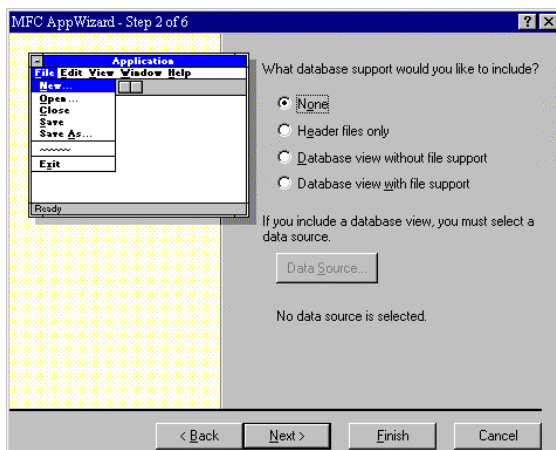 MFC AppWizard - Step 2 of 6
Application
File Edit View Window Help
New...
Open...
Close
Save
Save As...
Exit
Ready
What database support would you like to include?
None
Header files only
Database view without file support
Database view with file support
If you include a database view, you must select a
data source.
Data Source...
No data source is selected.
< Back Next > Finish Cancel